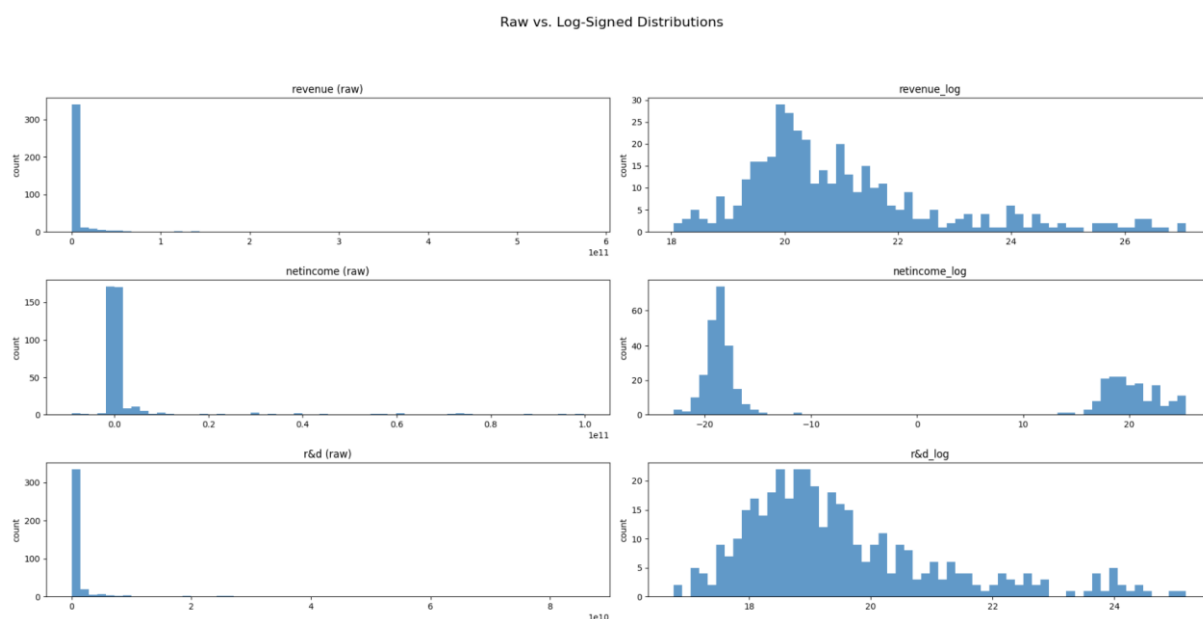 Raw vs. Log-Signed Distributions
revenue (raw)
count
0
100
200
300
0 1 2 3 4 5 6
1e11
revenue_log
count
0
5
10
15
20
25
30
18 20 22 24 26
netincome (raw)
count
0
50
100
150
0.0 0.2 0.4 0.6 0.8 1.0
1e11
netincome_log
count
0
20
40
60
−20 −10 0 10 20
r&d (raw)
count
0
100
200
300
0 2 4 6 8
1e10
r&d_log
count
0
5
10
15
20
18 20 22 24